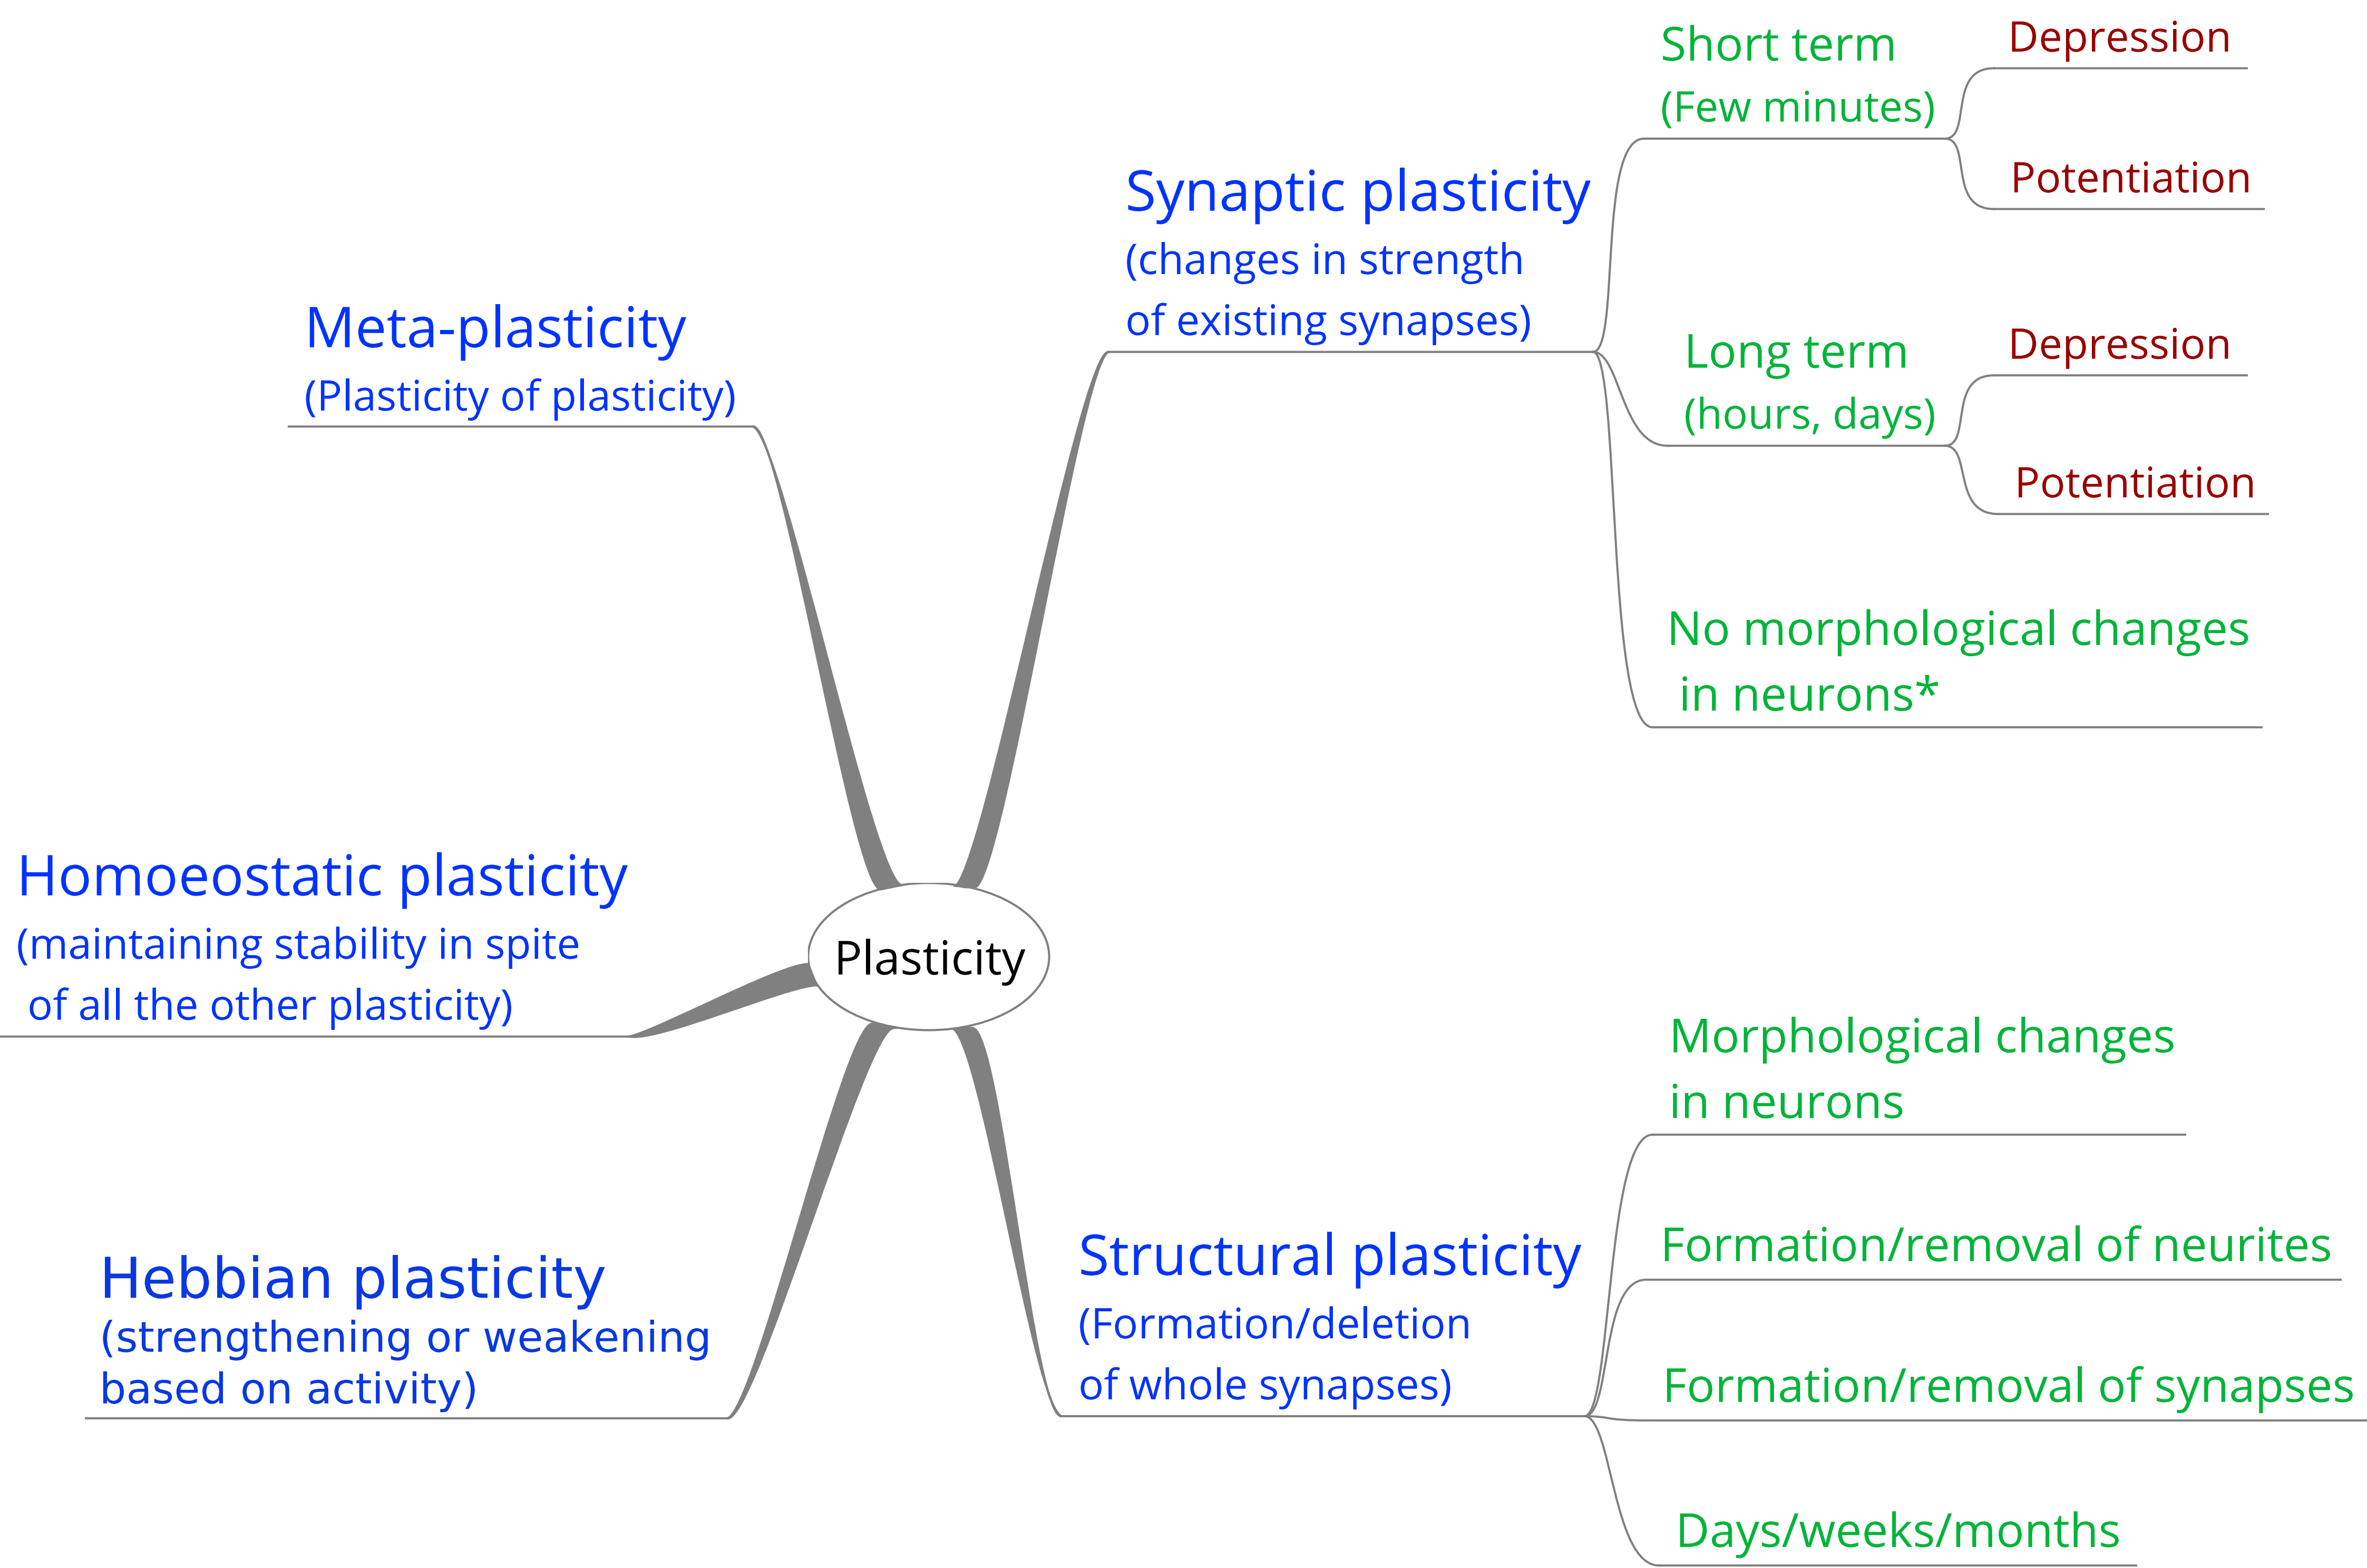 Meta-plasticity
(Plasticity of plasticity)
Homoeostatic plasticity
(maintaining stability in spite
of all the other plasticity)
Hebbian plasticity
(strengthening or weakening
based on activity)
Plasticity
Synaptic plasticity
(changes in strength
of existing synapses)
Short term
(Few minutes)
Depression
Potentiation
Long term
(hours, days)
Depression
Potentiation
No morphological changes
in neurons*
Structural plasticity
(Formation/deletion
of whole synapses)
Morphological changes
in neurons
Formation/removal of neurites
Formation/removal of synapses
Days/weeks/months